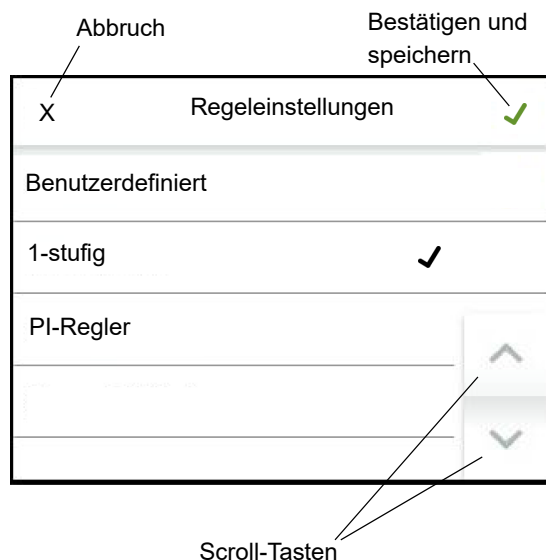 Abbruch
Bestätigen und
speichern
X
Regeleinstellungen
Benutzerdefiniert
1-stufig
PI-Regler
Scroll-Tasten